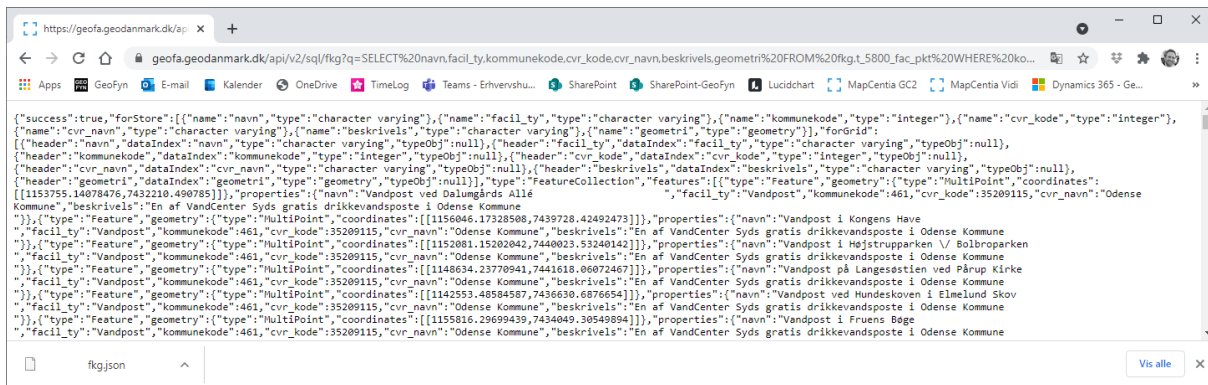 https://geofa.geodanmark.dk/ap
geofa.geodanmark.dk/api/v2/sql/fkg?q=SELECT%20navn,facil_ty,kommunekode,cvr_kode,cvr_navn,beskrivels,geometri%20FROM%20fkg.t_5800_fac_pkt%20WHERE%20ko...
Apps GEO FYN GeoFyn E-mail Kalender OneDrive TimeLog Teams - Erhvervshu... SharePoint SharePoint-GeoFyn Lucidchart MapCentia GC2 MapCentia Vidi Dynamics 365 - Ge... »
{"success":true,"forStore":[{"name":"navn","type":"character varying"},{"name":"facil_ty","type":"character varying"},{"name":"kommunekode","type":"integer"},{"name":"cvr_kode","type":"integer"},
{"name":"cvr_navn","type":"character varying"},{"name":"beskrivels","type":"character varying"},{"name":"geometri","type":"geometry"}],"forGrid":
[{"header":"navn","dataIndex":"navn","type":"character varying","typeObj":null},{"header":"facil_ty","dataIndex":"facil_ty","type":"character varying","typeObj":null},
{"header":"kommunekode","dataIndex":"kommunekode","type":"integer","typeObj":null},{"header":"cvr_kode","dataIndex":"cvr_kode","type":"integer","typeObj":null},
{"header":"cvr_navn","dataIndex":"cvr_navn","type":"character varying","typeObj":null},{"header":"beskrivels","dataIndex":"beskrivels","type":"character varying","typeObj":null},
{"header":"geometri","dataIndex":"geometri","type":"geometry","typeObj":null}],"type":"FeatureCollection","features":[{"type":"Feature","geometry":{"type":"MultiPoint","coordinates":
[[1153755.14078476,7432210.490785]]},"properties":{"navn":"Vandpost ved Dalumgårds Allé ","facil_ty":"Vandpost","kommunekode":461,"cvr_kode":35209115,"cvr_navn":"Odense
Kommune","beskrivels":"En af VandCenter Syds gratis drikkevandsposte i Odense Kommune
"}},{"type":"Feature","geometry":{"type":"MultiPoint","coordinates":[[1156046.17328508,7439728.42492473]]},"properties":{"navn":"Vandpost i Kongens Have
","facil_ty":"Vandpost","kommunekode":461,"cvr_kode":35209115,"cvr_navn":"Odense Kommune","beskrivels":"En af VandCenter Syds gratis drikkevandsposte i Odense Kommune
"}},{"type":"Feature","geometry":{"type":"MultiPoint","coordinates":[[1152081.15202042,7440023.53240142]]},"properties":{"navn":"Vandpost i Højstrupparken \/ Bolbroparken
","facil_ty":"Vandpost","kommunekode":461,"cvr_kode":35209115,"cvr_navn":"Odense Kommune","beskrivels":"En af VandCenter Syds gratis drikkevandsposte i Odense Kommune
"}},{"type":"Feature","geometry":{"type":"MultiPoint","coordinates":[[1148634.23770941,7441618.06072467]]},"properties":{"navn":"Vandpost på Langesøstien ved Pårup Kirke
","facil_ty":"Vandpost","kommunekode":461,"cvr_kode":35209115,"cvr_navn":"Odense Kommune","beskrivels":"En af VandCenter Syds gratis drikkevandsposte i Odense Kommune
"}},{"type":"Feature","geometry":{"type":"MultiPoint","coordinates":[[1142553.48584587,7436630.6876654]]},"properties":{"navn":"Vandpost ved Hundeskoven i Elmelund Skov
","facil_ty":"Vandpost","kommunekode":461,"cvr_kode":35209115,"cvr_navn":"Odense Kommune","beskrivels":"En af VandCenter Syds gratis drikkevandsposte i Odense Kommune
"}},{"type":"Feature","geometry":{"type":"MultiPoint","coordinates":[[1155816.29699439,7434049.30549894]]},"properties":{"navn":"Vandpost i Fruens Bøge
","facil_ty":"Vandpost","kommunekode":461,"cvr_kode":35209115,"cvr_navn":"Odense Kommune","beskrivels":"En af VandCenter Syds gratis drikkevandsposte i Odense Kommune
fkg.json
Vis alle